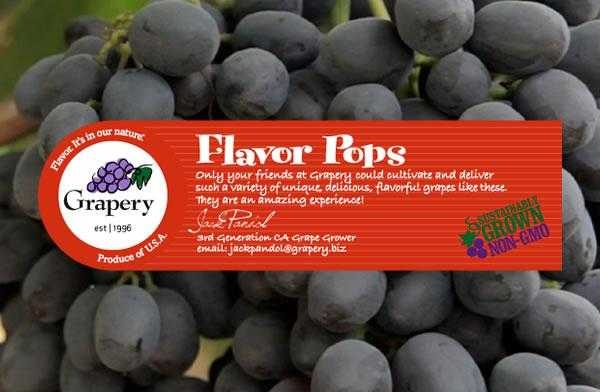 Flavor. It's in our nature.®
Grapery
est | 1996
Produce of U.S.A.
Flavor Pops
Only your friends at Grapery could cultivate and deliver
such a variety of unique, delicious, flavorful grapes like these.
They are an amazing experience!
Jack Pandol
3rd Generation CA Grape Grower
email: jackpandol@grapery.biz
SUSTAINABLY
GROWN
NON-GMO